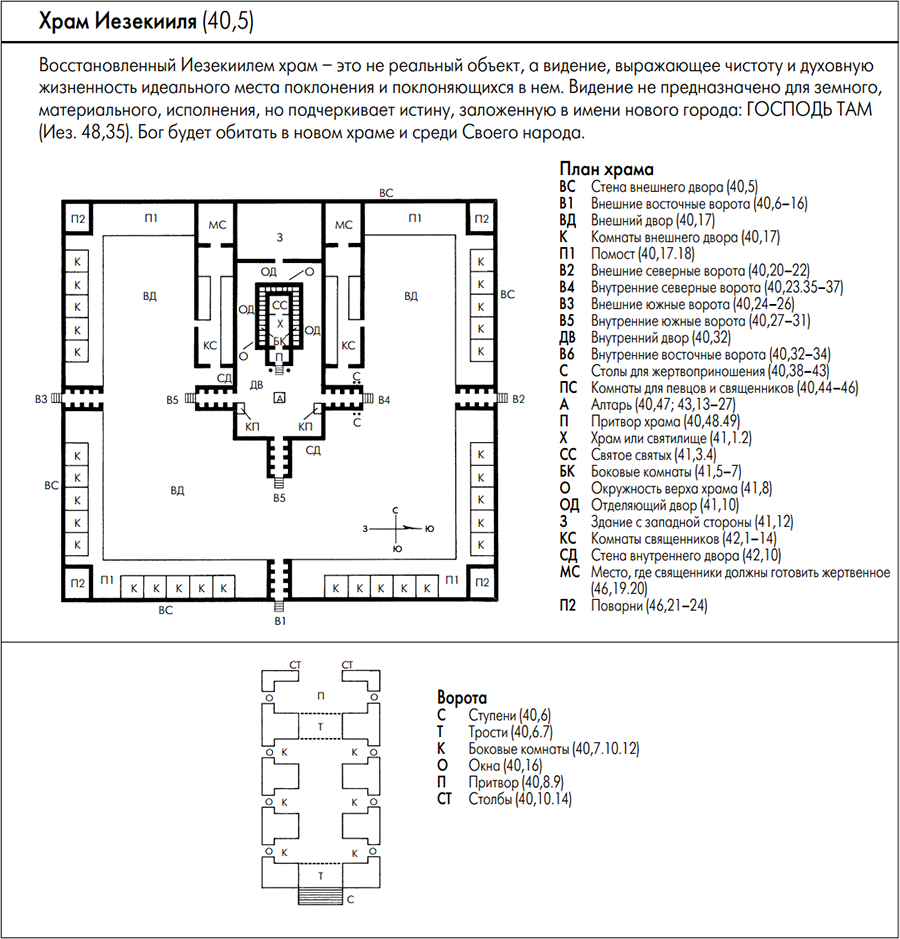 Храм Иезекииля (40,5)
Восстановленный Иезекиилем храм – это не реальный объект, а видение, выражающее чистоту и духовную
жизненность идеального места поклонения и поклоняющихся в нем. Видение не предназначено для земного,
материального, исполнения, но подчеркивает истину, заложенную в имени нового города: ГОСПОДЬ ТАМ
(Иез. 48,35). Бог будет обитать в новом храме и среди Своего народа.
План храма
ВС Стена внешнего двора (40,5)
В1 Внешние восточные ворота (40,6–16)
ВД Внешний двор (40,17)
К Комнаты внешнего двора (40,17)
П1 Помост (40,17.18)
В2 Внешние северные ворота (40,20–22)
В4 Внутренние северные ворота (40,23.35–37)
В3 Внешние южные ворота (40,24–26)
В5 Внутренние южные ворота (40,27–31)
ДВ Внутренний двор (40,32)
В6 Внутренние восточные ворота (40,32–34)
С Столы для жертвоприношения (40,38–43)
ПС Комнаты для певцов и священников (40,44–46)
А Алтарь (40,47; 43,13–27)
П Притвор храма (40,48.49)
Х Храм или святилище (41,1.2)
СС Святое святых (41,3.4)
БК Боковые комнаты (41,5–7)
О Окружность верха храма (41,8)
ОД Отделяющий двор (41,10)
З Здание с западной стороны (41,12)
КС Комнаты священников (42,1–14)
СД Стена внутреннего двора (42,10)
МС Место, где священники должны готовить жертвенное
(46,19.20)
П2 Поварни (46,21–24)
ВС
П2 П1 МС З МС П1 П2
К К
ОД О
К К
ВД ВД ВС
СС
К ОД Х ОД К
К КС БК КС К
О П
К К
СД ДВ С
В3 В5 А В4 В2
КП КП С
СД
К К
ВС К К
ВД В5
К К
С
К З Ю К
Ю
К К
П2 П1 К К К К К К К К К К П1 П2
ВС В1
СТ СТ
О П О
Т
О К К О
О К К О
О К К О
Т
С
Ворота
С Ступени (40,6)
Т Трости (40,6.7)
К Боковые комнаты (40,7.10.12)
О Окна (40,16)
П Притвор (40,8.9)
СТ Столбы (40,10.14)